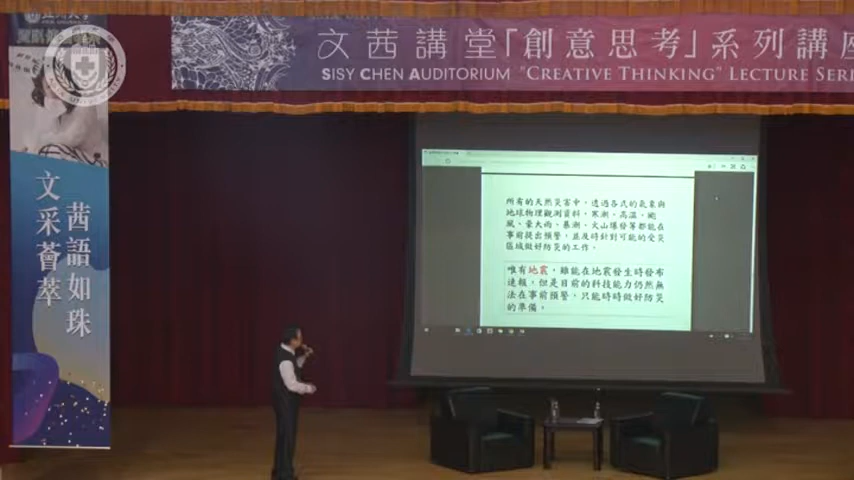 文茜講堂「創意思考」系列講座
SISY CHEN AUDITORIUM "CREATIVE THINKING" LECTURE SERI
茜語如珠
文采薈萃
所有的天然災害中，透過各式的氣象與
地球物理觀測資料，寒潮、高溫、颱
風、豪大雨、暴潮、火山爆發等都能在
事前提出預警，並及時針對可能的受災
區域做好防災的工作。
唯有地震，雖能在地震發生時發布
速報，但是目前的科技能力仍然無
法在事前預警，只能時時做好防災
的準備。